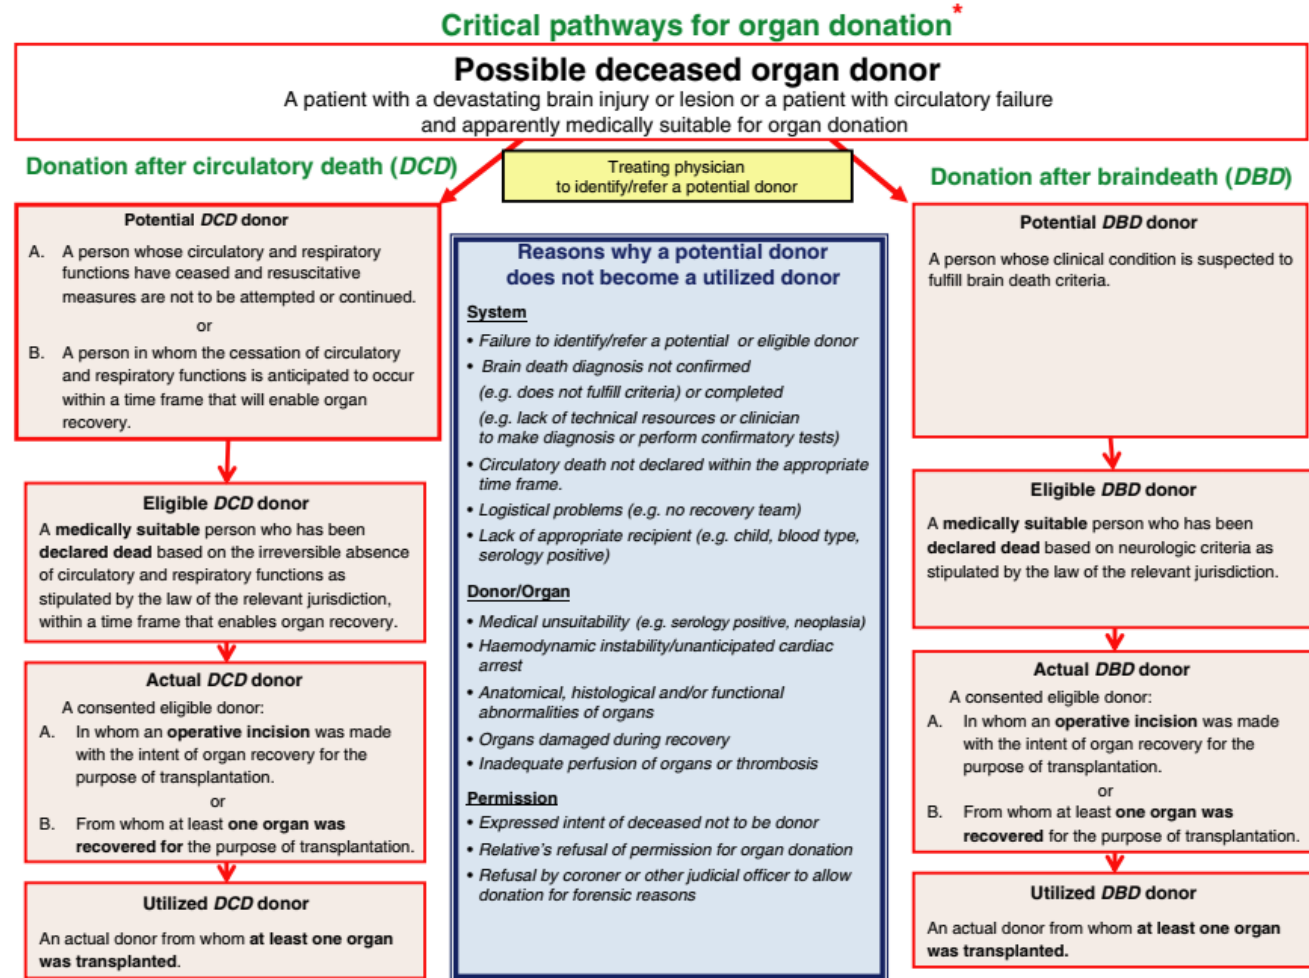 Critical pathways for organ donation*
Possible deceased organ donor
A patient with a devastating brain injury or lesion or a patient with circulatory failure
and apparently medically suitable for organ donation
Treating physician
to identify/refer a potential donor
Donation after circulatory death (DCD)
Potential DCD donor
A. A person whose circulatory and respiratory
functions have ceased and resuscitative
measures are not to be attempted or continued.
or
B. A person in whom the cessation of circulatory
and respiratory functions is anticipated to occur
within a time frame that will enable organ
recovery.
Eligible DCD donor
A medically suitable person who has been
declared dead based on the irreversible absence
of circulatory and respiratory functions as
stipulated by the law of the relevant jurisdiction,
within a time frame that enables organ recovery.
Actual DCD donor
A consented eligible donor:
A. In whom an operative incision was made
with the intent of organ recovery for the
purpose of transplantation.
or
B. From whom at least one organ was
recovered for the purpose of transplantation.
Utilized DCD donor
An actual donor from whom at least one organ
was transplanted.
Reasons why a potential donor
does not become a utilized donor
System
• Failure to identify/refer a potential or eligible donor
• Brain death diagnosis not confirmed
(e.g. does not fulfill criteria) or completed
(e.g. lack of technical resources or clinician
to make diagnosis or perform confirmatory tests)
• Circulatory death not declared within the appropriate
time frame.
• Logistical problems (e.g. no recovery team)
• Lack of appropriate recipient (e.g. child, blood type,
serology positive)
Donor/Organ
• Medical unsuitability (e.g. serology positive, neoplasia)
• Haemodynamic instability/unanticipated cardiac
arrest
• Anatomical, histological and/or functional
abnormalities of organs
• Organs damaged during recovery
• Inadequate perfusion of organs or thrombosis
Permission
• Expressed intent of deceased not to be donor
• Relative's refusal of permission for organ donation
• Refusal by coroner or other judicial officer to allow
donation for forensic reasons
Donation after braindeath (DBD)
Potential DBD donor
A person whose clinical condition is suspected to
fulfill brain death criteria.
Eligible DBD donor
A medically suitable person who has been
declared dead based on neurologic criteria as
stipulated by the law of the relevant jurisdiction.
Actual DBD donor
A consented eligible donor:
A. In whom an operative incision was made
with the intent of organ recovery for the
purpose of transplantation.
or
B. From whom at least one organ was
recovered for the purpose of transplantation.
Utilized DBD donor
An actual donor from whom at least one organ
was transplanted.